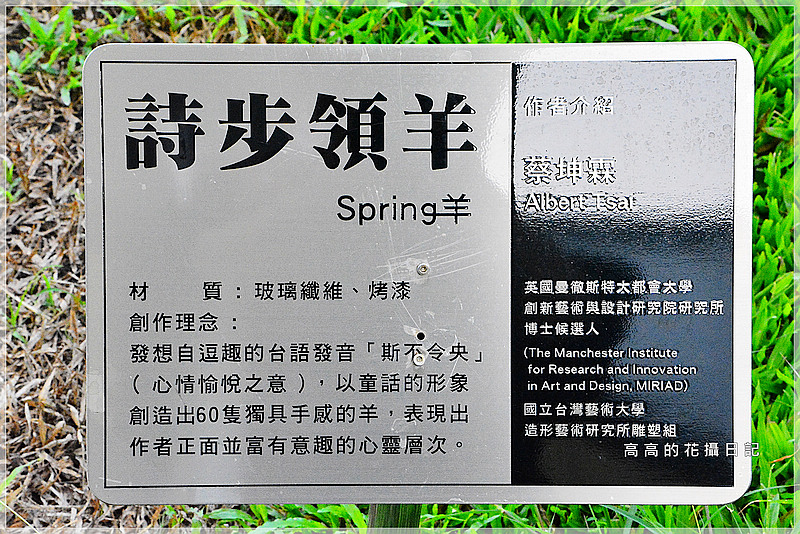 詩步領羊
Spring羊
材　　質：玻璃纖維、烤漆
創作理念：
發想自逗趣的台語發音「斯不令央」
（心情愉悅之意），以童話的形象
創造出60隻獨具手感的羊，表現出
作者正面並富有意趣的心靈層次。
作者介紹
蔡坤霖
Albert Tsai
英國曼徹斯特大都會大學
創新藝術與設計研究院研究所
博士候選人
(The Manchester Institute
for Research and Innovation
in Art and Design, MIRIAD)
國立台灣藝術大學
造形藝術研究所雕塑組
高高的花攝日記